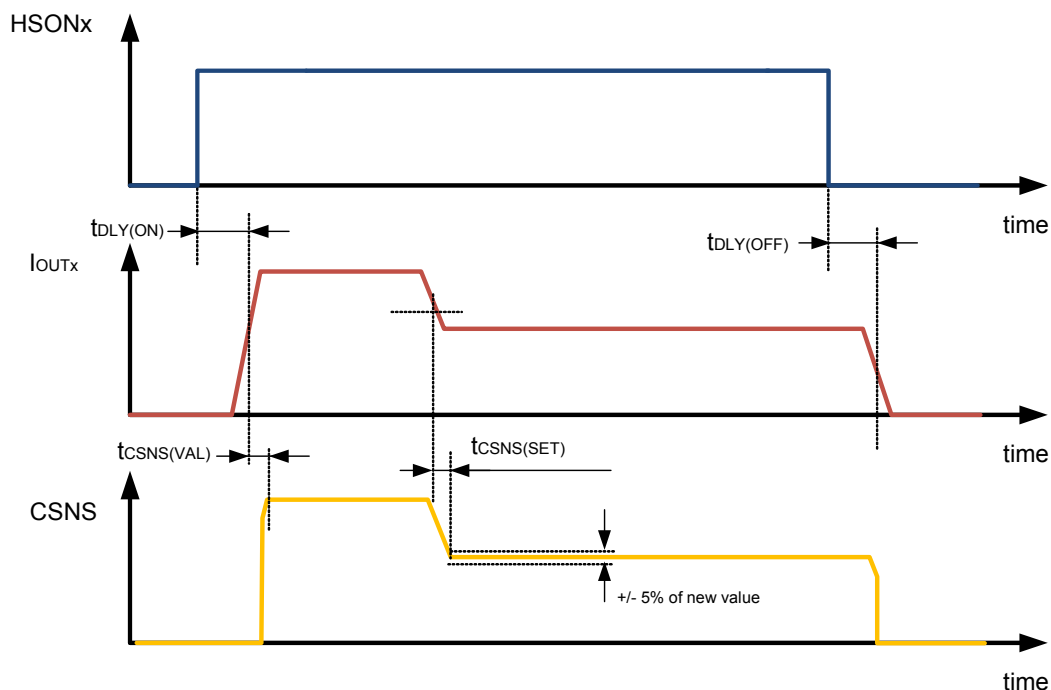 HSONx
time
tDLY(ON)
tDLY(OFF)
IOUTx
time
tCSNS(VAL)
tCSNS(SET)
CSNS
+/- 5% of new value
time